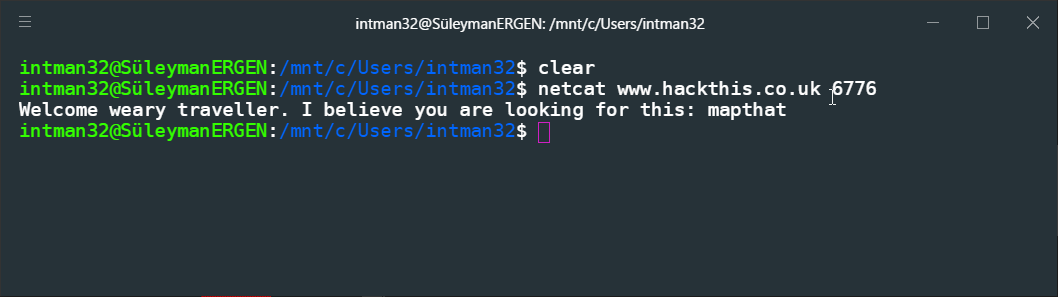 intman32@SüleymanERGEN: /mnt/c/Users/intman32
intman32@SüleymanERGEN:/mnt/c/Users/intman32$ clear
intman32@SüleymanERGEN:/mnt/c/Users/intman32$ netcat www.hackthis.co.uk 6776
Welcome weary traveller. I believe you are looking for this: mapthat
intman32@SüleymanERGEN:/mnt/c/Users/intman32$